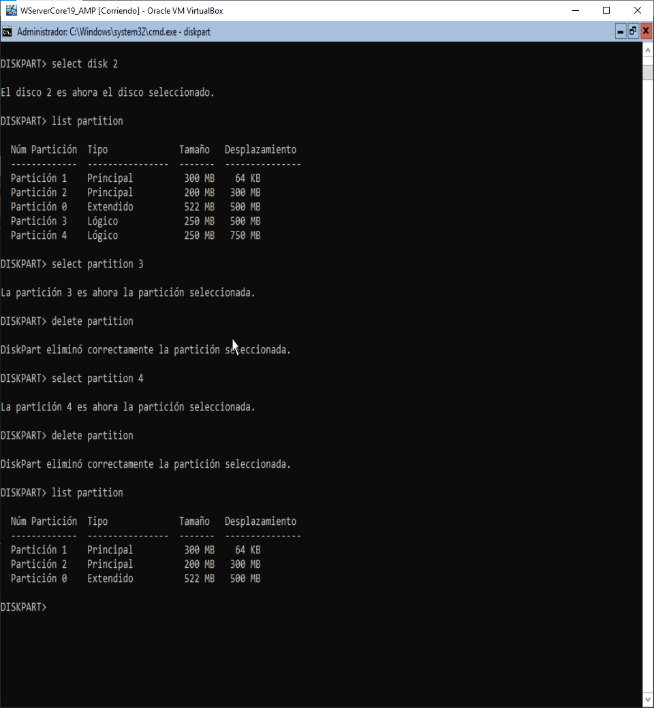 WServerCore19_AMP [Corriendo] - Oracle VM VirtualBox
Administrador: C:\Windows\system32\cmd.exe - diskpart
DISKPART> select disk 2
El disco 2 es ahora el disco seleccionado.
DISKPART> list partition
Núm Partición  Tipo              Tamaño   Desplazamiento
-------------  ----------------  -------  ---------------
Partición 1    Principal          300 MB    64 KB
Partición 2    Principal          200 MB   300 MB
Partición 0    Extendido          522 MB   500 MB
Partición 3    Lógico             250 MB   500 MB
Partición 4    Lógico             250 MB   750 MB
DISKPART> select partition 3
La partición 3 es ahora la partición seleccionada.
DISKPART> delete partition
DiskPart eliminó correctamente la partición seleccionada.
DISKPART> select partition 4
La partición 4 es ahora la partición seleccionada.
DISKPART> delete partition
DiskPart eliminó correctamente la partición seleccionada.
DISKPART> list partition
Núm Partición  Tipo              Tamaño   Desplazamiento
-------------  ----------------  -------  ---------------
Partición 1    Principal          300 MB    64 KB
Partición 2    Principal          200 MB   300 MB
Partición 0    Extendido          522 MB   500 MB
DISKPART>